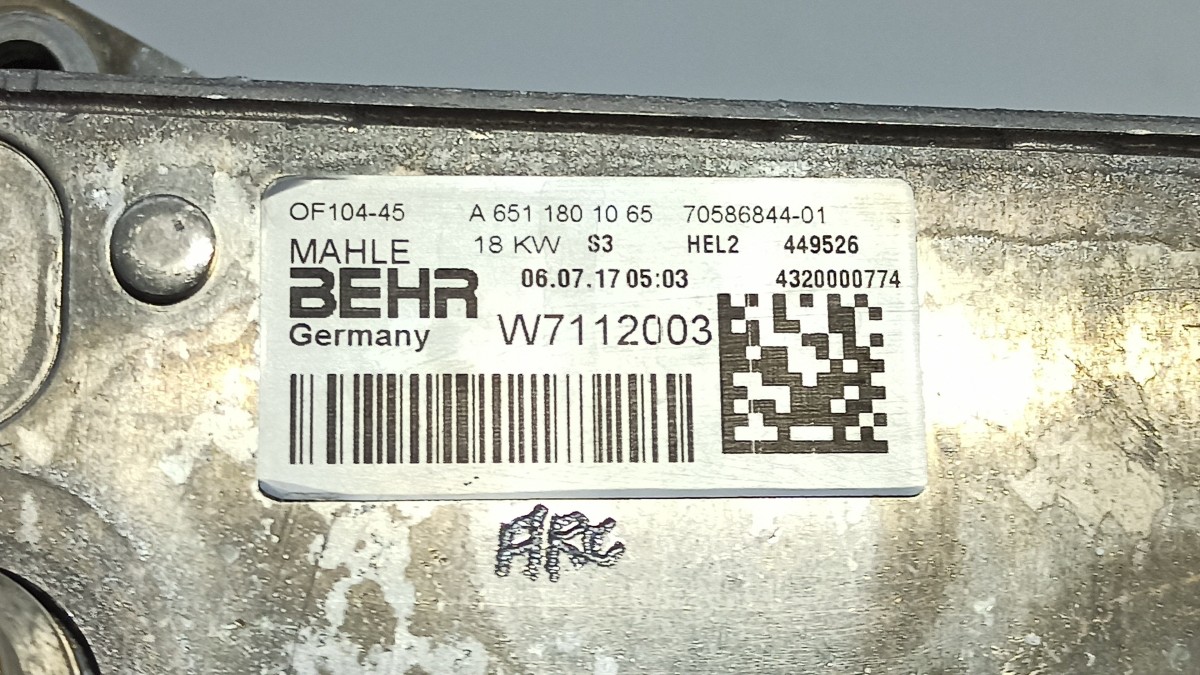 OF104-45 A 651 180 10 65 70586844-01
MAHLE 18 KW S3 HEL2 449526
BEHR 06.07.17 05:03 4320000774
Germany W7112003
ARC